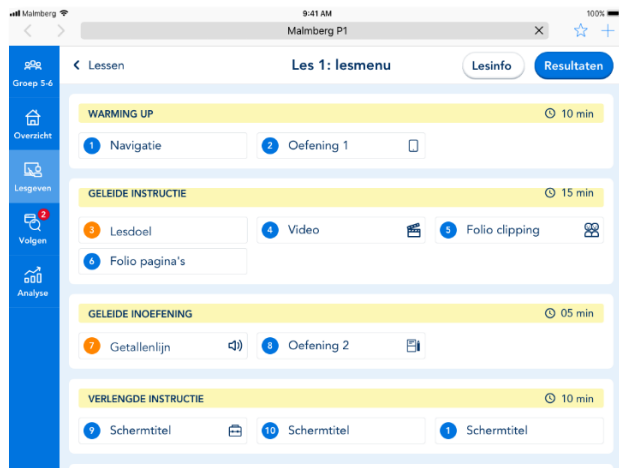 Malmberg 9:41 AM 100%
Malmberg P1
Groep 5-6
Overzicht
Lesgeven
2
Volgen
Analyse
Lessen Les 1: lesmenu Lesinfo Resultaten
WARMING UP 10 min
1 Navigatie 2 Oefening 1
GELEIDE INSTRUCTIE 15 min
3 Lesdoel 4 Video 5 Folio clipping
6 Folio pagina's
GELEIDE INOEFENING 05 min
7 Getallenlijn 8 Oefening 2
VERLENGDE INSTRUCTIE 10 min
9 Schermtitel 10 Schermtitel 1 Schermtitel